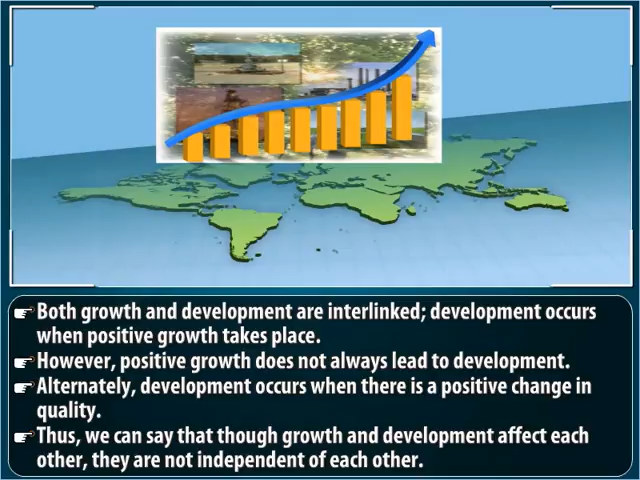 Both growth and development are interlinked; development occurs
when positive growth takes place.
However, positive growth does not always lead to development.
Alternately, development occurs when there is a positive change in
quality.
Thus, we can say that though growth and development affect each
other, they are not independent of each other.